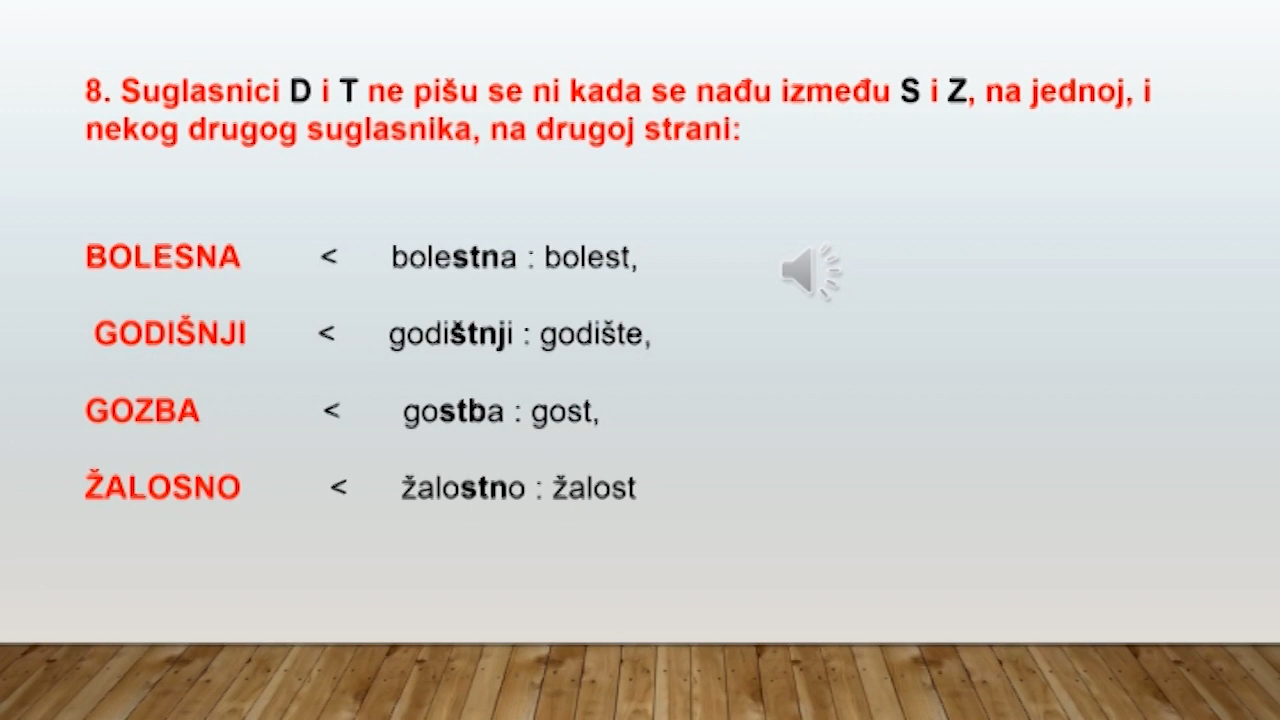 8. Suglasnici D i T ne pišu se ni kada se nađu između S i Z, na jednoj, i
nekog drugog suglasnika, na drugoj strani:
BOLESNA < bolestna : bolest,
GODIŠNJI < godištnji : godište,
GOZBA < gostba : gost,
ŽALOSNO < žalostno : žalost